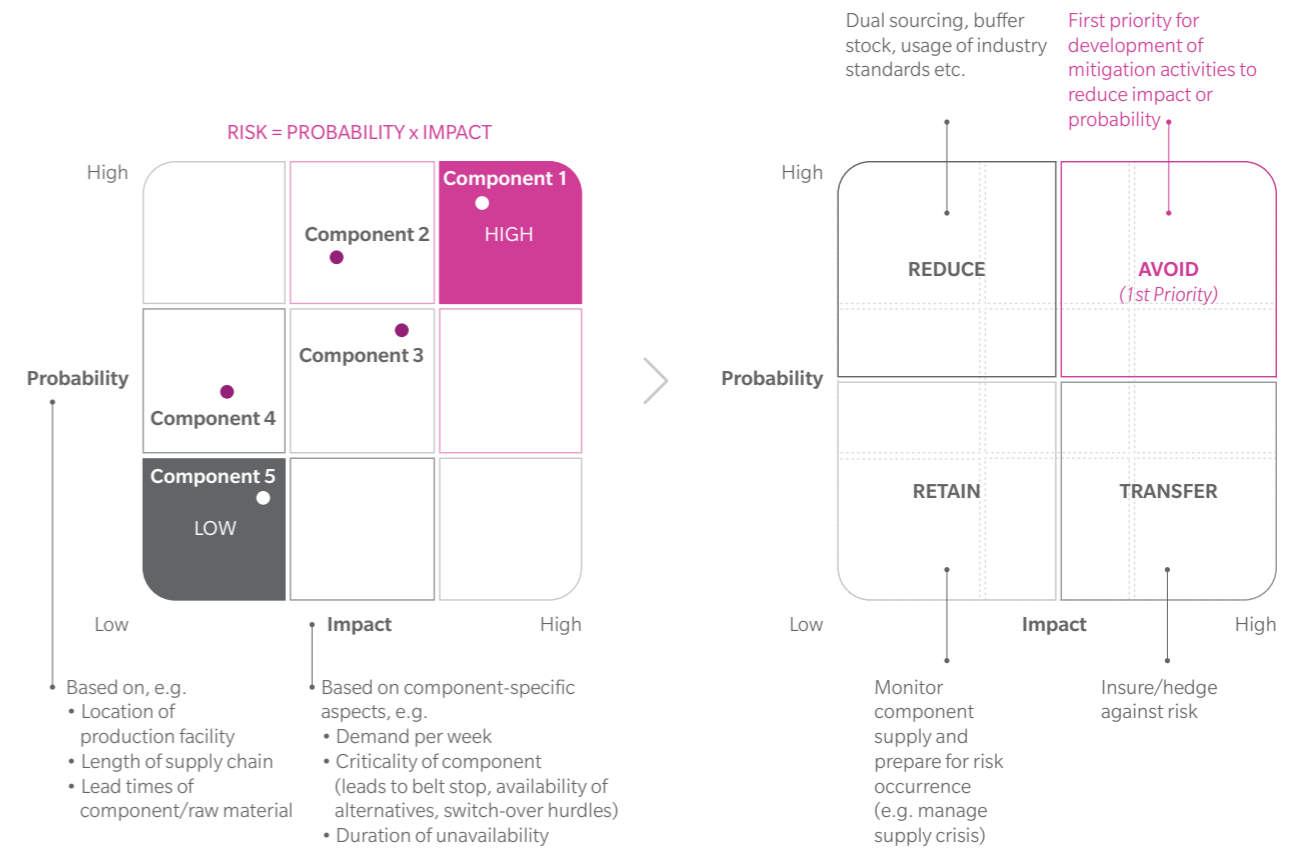 RISK = PROBABILITY x IMPACT
High
Component 1
HIGH
Component 2
Component 3
Probability
Component 4
Component 5
LOW
Low
Impact
High
Based on, e.g.
• Location of
production facility
• Length of supply chain
• Lead times of
component/raw material
Based on component-specific
aspects, e.g.
• Demand per week
• Criticality of component
(leads to belt stop, availability of
alternatives, switch-over hurdles)
• Duration of unavailability
Dual sourcing, buffer
stock, usage of industry
standards etc.
First priority for
development of
mitigation activities to
reduce impact or
probability
High
REDUCE
AVOID
(1st Priority)
Probability
RETAIN
TRANSFER
Low
Impact
High
Monitor
component
supply and
prepare for risk
occurrence
(e.g. manage
supply crisis)
Insure/hedge
against risk